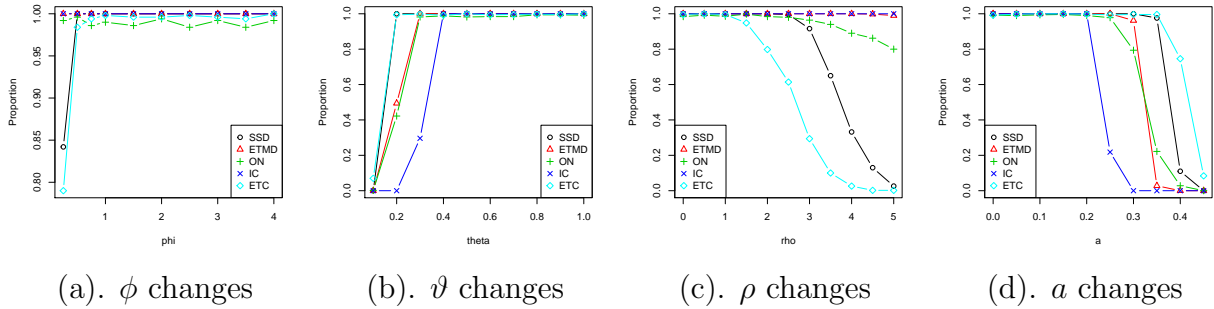 Proportion
0.80
0.85
0.90
0.95
1.00
1
2
3
4
phi
SSD
ETMD
ON
IC
ETC
(a). ϕ changes
Proportion
0.0
0.2
0.4
0.6
0.8
1.0
0.2
0.4
0.6
0.8
1.0
theta
SSD
ETMD
ON
IC
ETC
(b). ϑ changes
Proportion
0.0
0.2
0.4
0.6
0.8
1.0
0
1
2
3
4
5
rho
SSD
ETMD
ON
IC
ETC
(c). ρ changes
Proportion
0.0
0.2
0.4
0.6
0.8
1.0
0.0
0.1
0.2
0.3
0.4
a
SSD
ETMD
ON
IC
ETC
(d). a changes